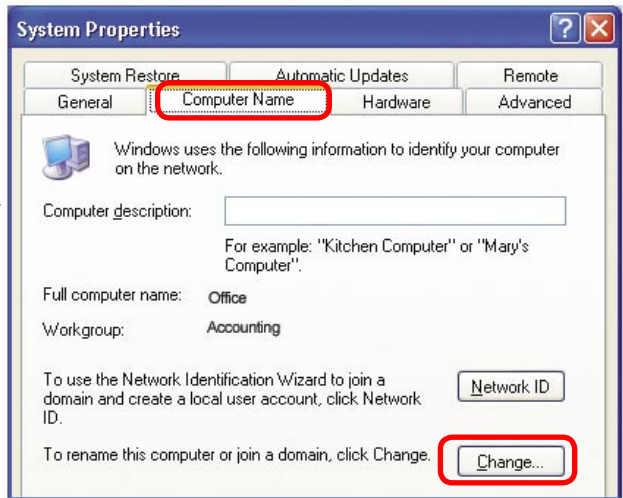 System Properties
System Restore Automatic Updates Remote
General Computer Name Hardware Advanced
Windows uses the following information to identify your computer
on the network.
Computer description:
For example: "Kitchen Computer" or "Mary's
Computer".
Full computer name: Office
Workgroup: Accounting
To use the Network Identification Wizard to join a
domain and create a local user account, click Network
ID.
Network ID
To rename this computer or join a domain, click Change.
Change...